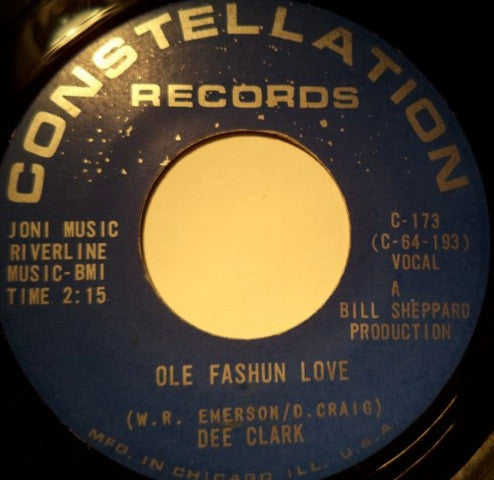 CONSTELLATION
RECORDS
JONI MUSIC
RIVERLINE
MUSIC-BMI
TIME 2:15
C-173
(C-64-193)
VOCAL
A
BILL SHEPPARD
PRODUCTION
OLE FASHUN LOVE
(W.R. EMERSON/D.CRAIG)
DEE CLARK
MFG. IN CHICAGO ILL. U.S.A.